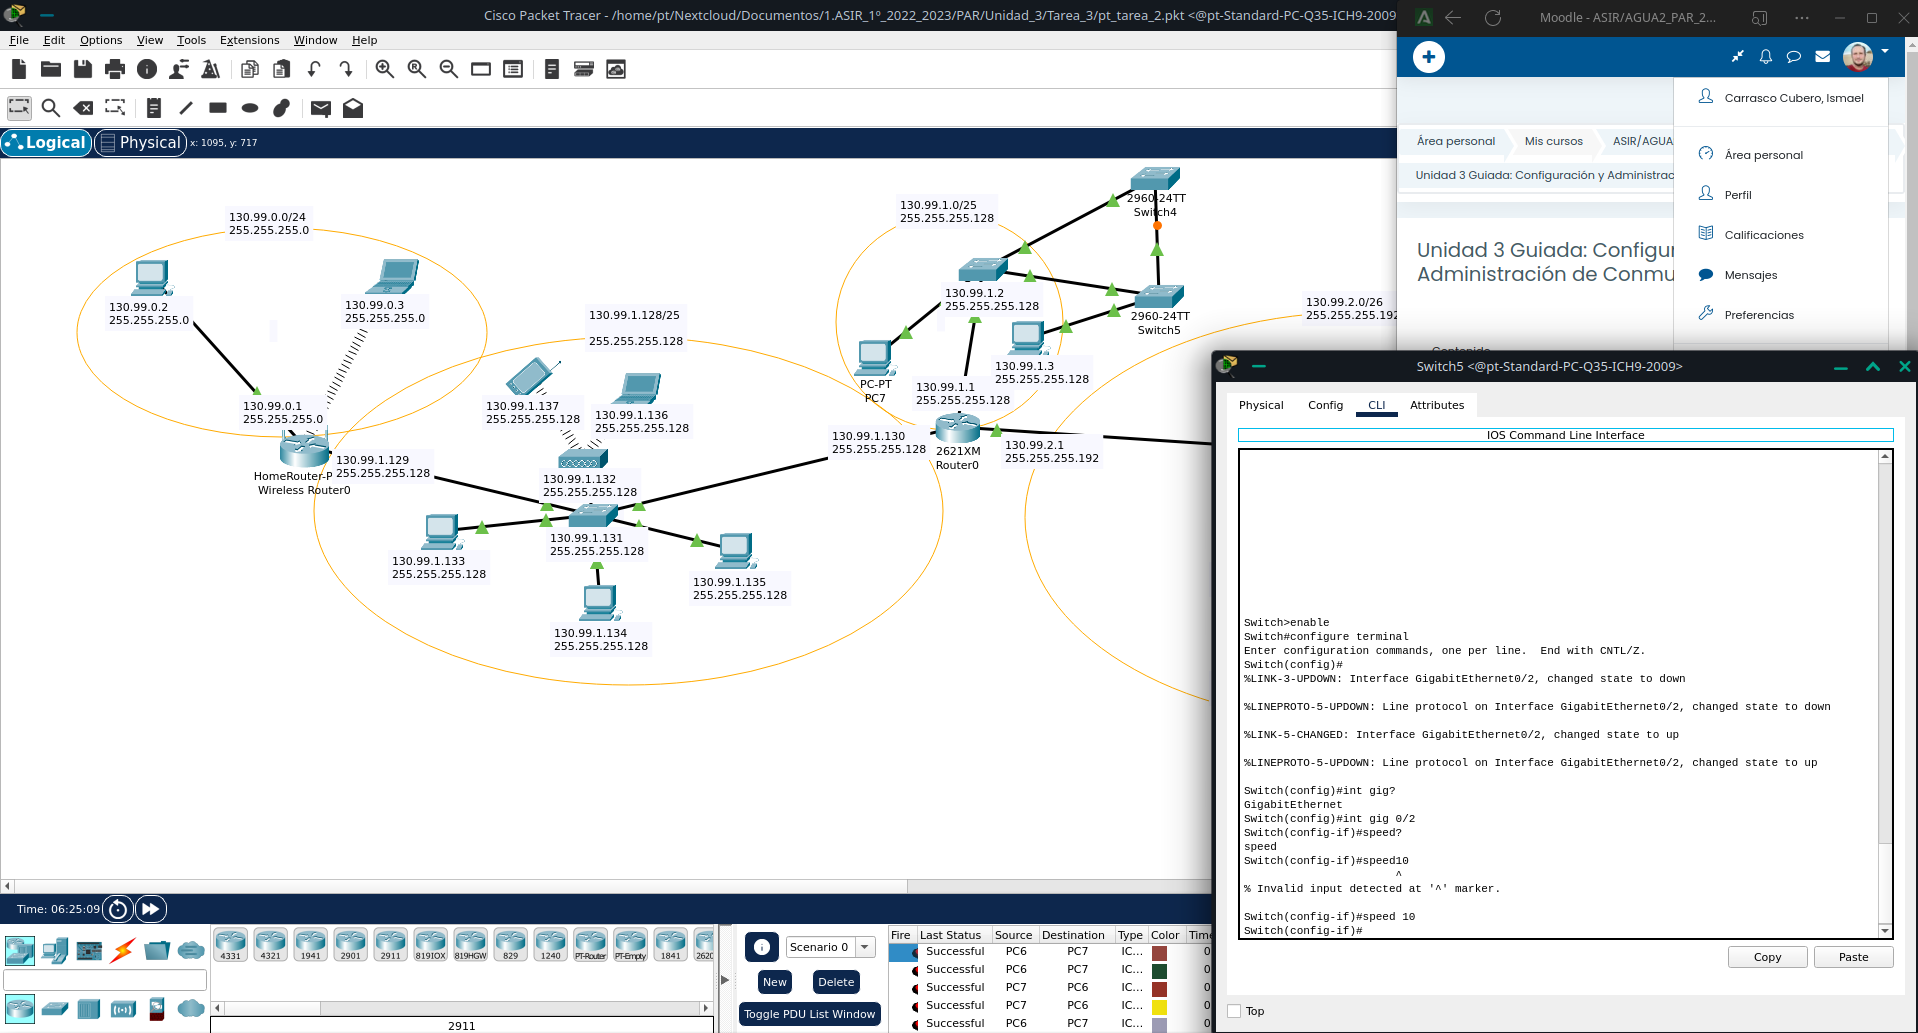 Cisco Packet Tracer - /home/pt/Nextcloud/Documentos/1.ASIR_1º_2022_2023/PAR/Unidad_3/Tarea_3/pt_tarea_2.pkt <@pt-Standard-PC-Q35-ICH9-2009
File Edit Options View Tools Extensions Window Help
Logical
Physical
x: 1095, y: 717
130.99.0.0/24
255.255.255.0
130.99.0.2
255.255.255.0
130.99.0.3
255.255.255.0
130.99.0.1
255.255.255.0
HomeRouter-P
Wireless Router0
130.99.1.129
255.255.255.128
130.99.1.128/25
255.255.255.128
130.99.1.137
255.255.255.128
130.99.1.136
255.255.255.128
130.99.1.132
255.255.255.128
130.99.1.131
255.255.255.128
130.99.1.133
255.255.255.128
130.99.1.134
255.255.255.128
130.99.1.135
255.255.255.128
130.99.1.130
255.255.255.128
130.99.1.0/25
255.255.255.128
2960-24TT
Switch4
130.99.1.2
255.255.255.128
2960-24TT
Switch5
PC-PT
PC7
130.99.1.3
255.255.255.128
130.99.1.1
255.255.255.128
2621XM
Router0
130.99.2.1
255.255.255.192
130.99.2.0/26
255.255.255.192
Time: 06:25:09
4331 4321 1941 2901 2911 819IOX 819HGW 829 1240 PT-Router PT-Empty 1841 2620
2911
Scenario 0
New
Delete
Toggle PDU List Window
Fire Last Status Source Destination Type Color Time
Successful PC6 PC7 IC... 0
Successful PC6 PC7 IC... 0
Successful PC7 PC6 IC... 0
Successful PC7 PC6 IC... 0
Successful PC6 PC7 IC... 0
A
Moodle - ASIR/AGUA2_PAR_2...
Carrasco Cubero, Ismael
Área personal
Perfil
Calificaciones
Mensajes
Preferencias
Área personal
Mis cursos
ASIR/AGUA
Unidad 3 Guiada: Configuración y Administrac
Unidad 3 Guiada: Configur
Administración de Conmu
Switch5 <@pt-Standard-PC-Q35-ICH9-2009>
Physical Config CLI Attributes
IOS Command Line Interface
Switch>enable
Switch#configure terminal
Enter configuration commands, one per line. End with CNTL/Z.
Switch(config)#
%LINK-3-UPDOWN: Interface GigabitEthernet0/2, changed state to down
%LINEPROTO-5-UPDOWN: Line protocol on Interface GigabitEthernet0/2, changed state to down
%LINK-5-CHANGED: Interface GigabitEthernet0/2, changed state to up
%LINEPROTO-5-UPDOWN: Line protocol on Interface GigabitEthernet0/2, changed state to up
Switch(config)#int gig?
GigabitEthernet
Switch(config)#int gig 0/2
Switch(config-if)#speed?
speed
Switch(config-if)#speed10
^
% Invalid input detected at '^' marker.
Switch(config-if)#speed 10
Switch(config-if)#
Copy
Paste
Top